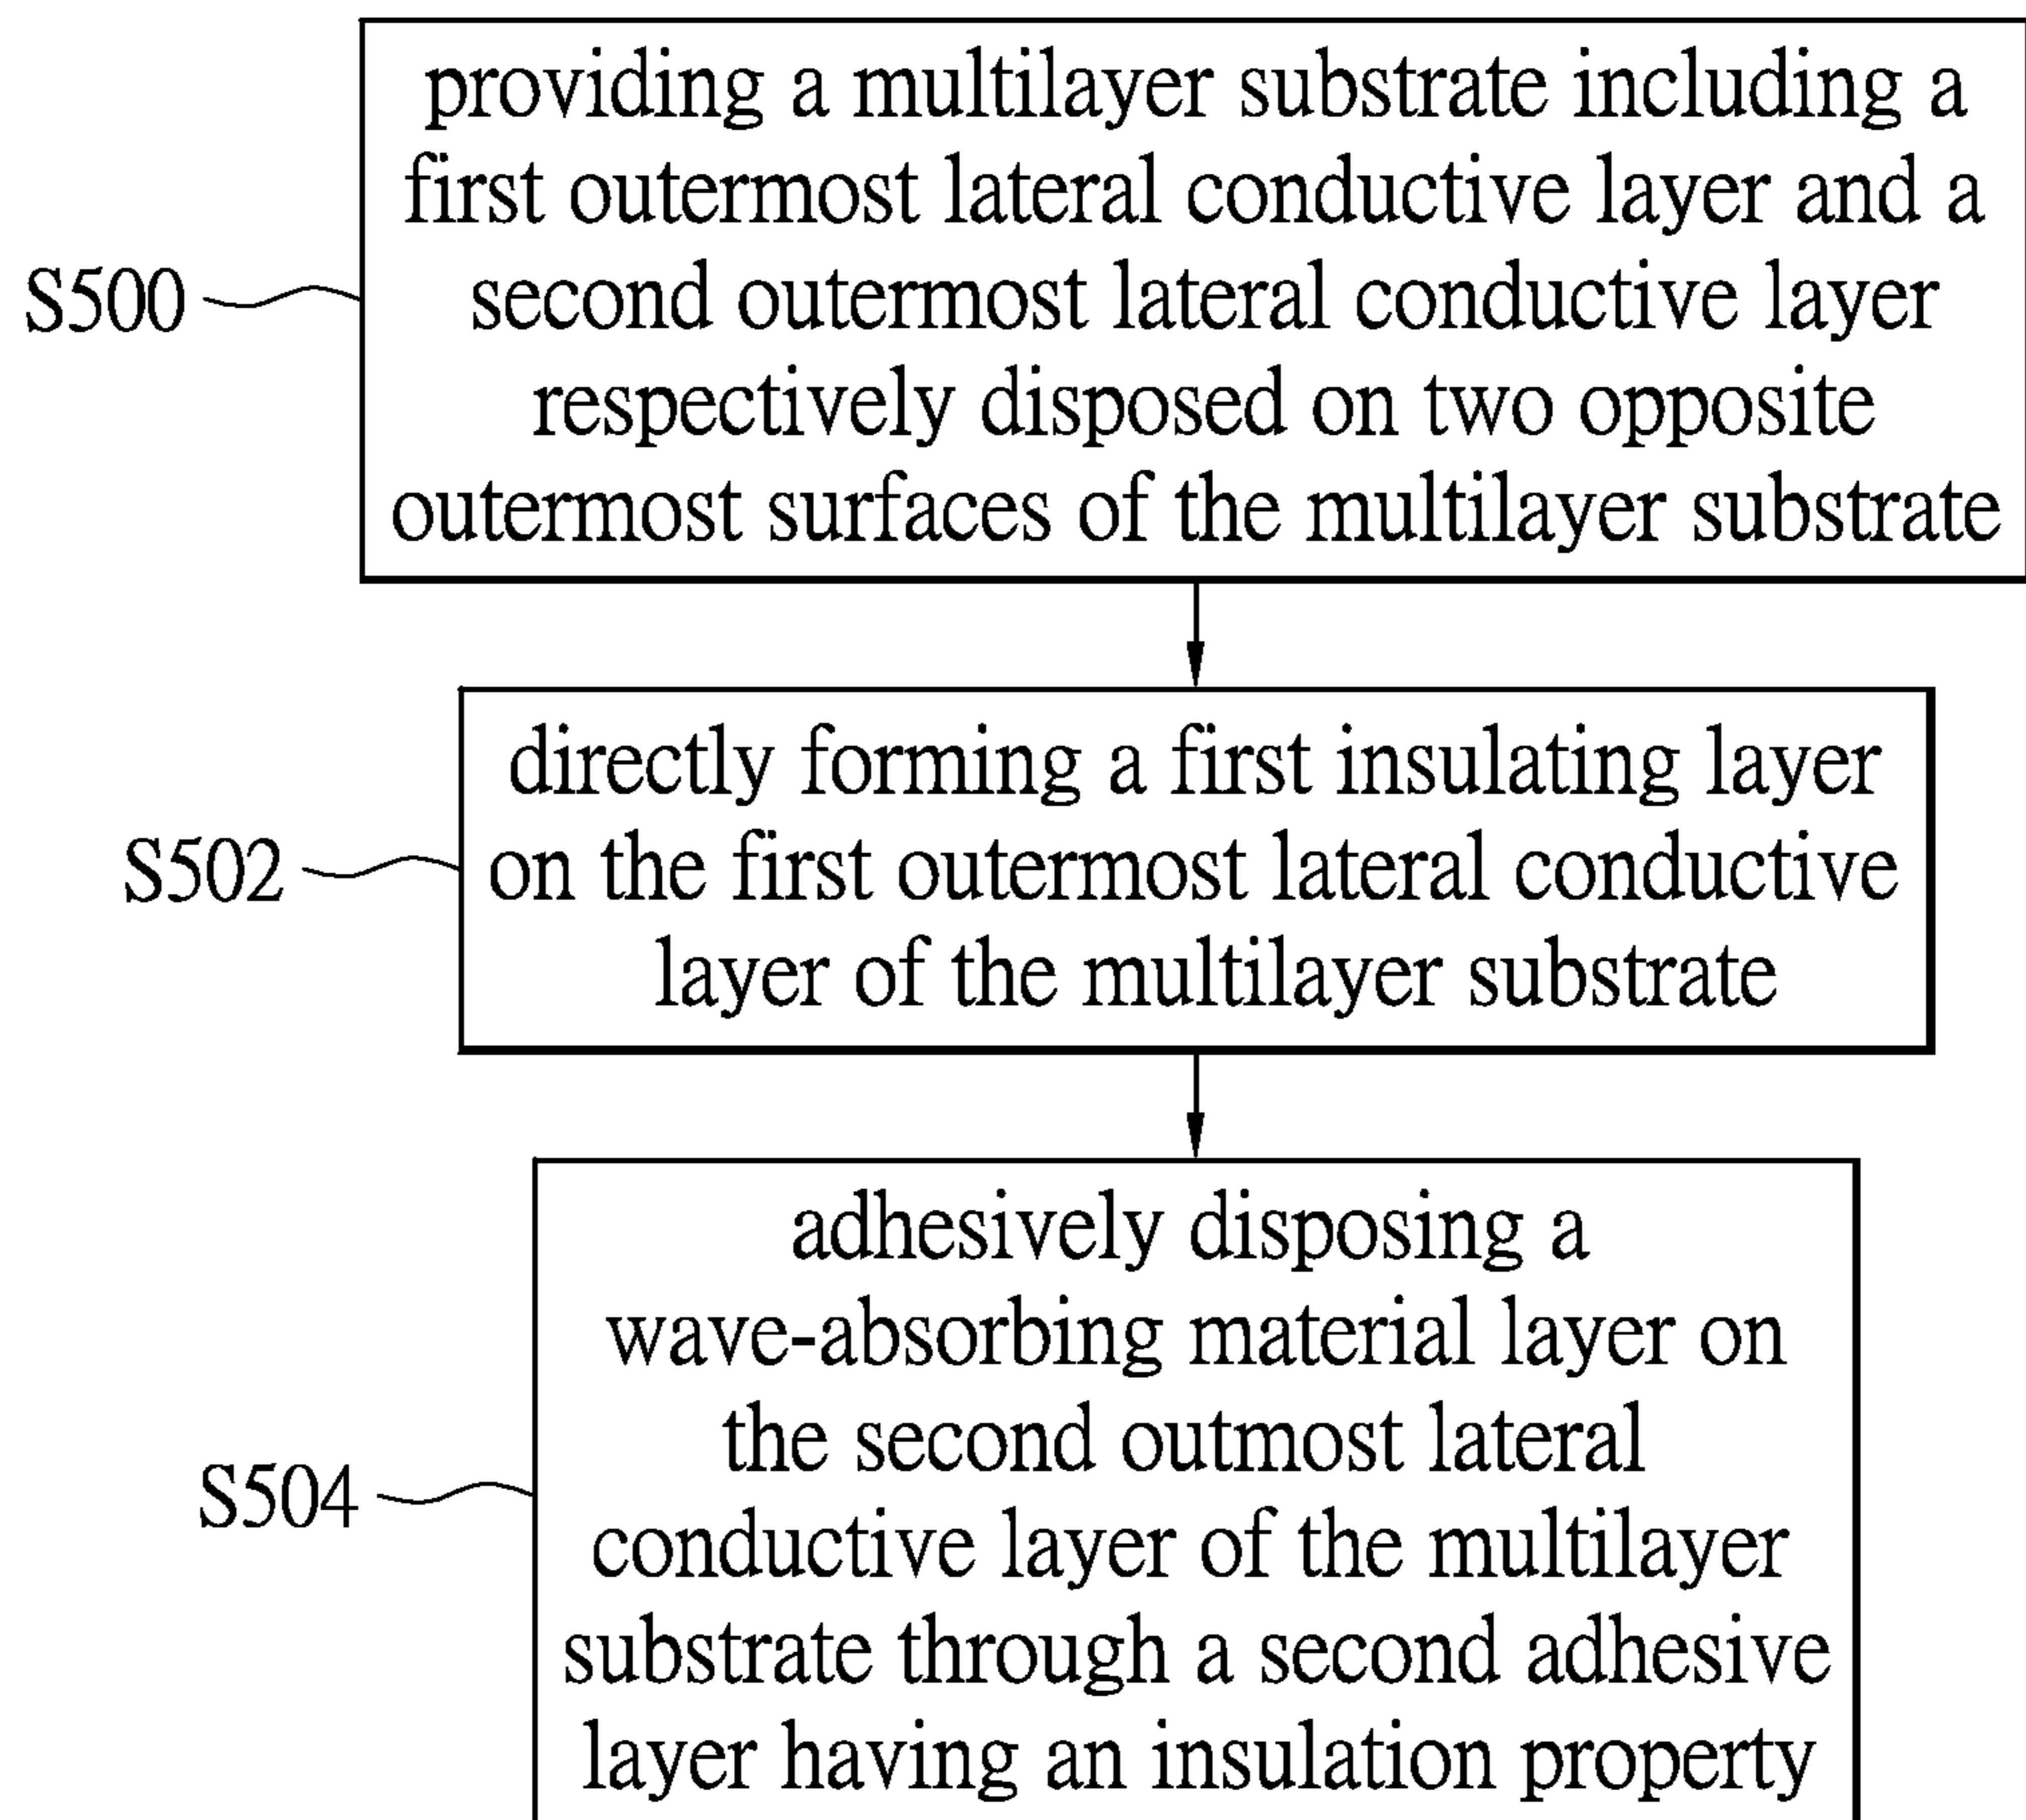 providing a multilayer substrate including a
first outermost lateral conductive layer and a
second outermost lateral conductive layer
respectively disposed on two opposite
outermost surfaces of the multilayer substrate
S500
directly forming a first insulating layer
on the first outermost lateral conductive
layer of the multilayer substrate
S502
adhesively disposing a
wave-absorbing material layer on
the second outmost lateral
conductive layer of the multilayer
substrate through a second adhesive
layer having an insulation property
S504